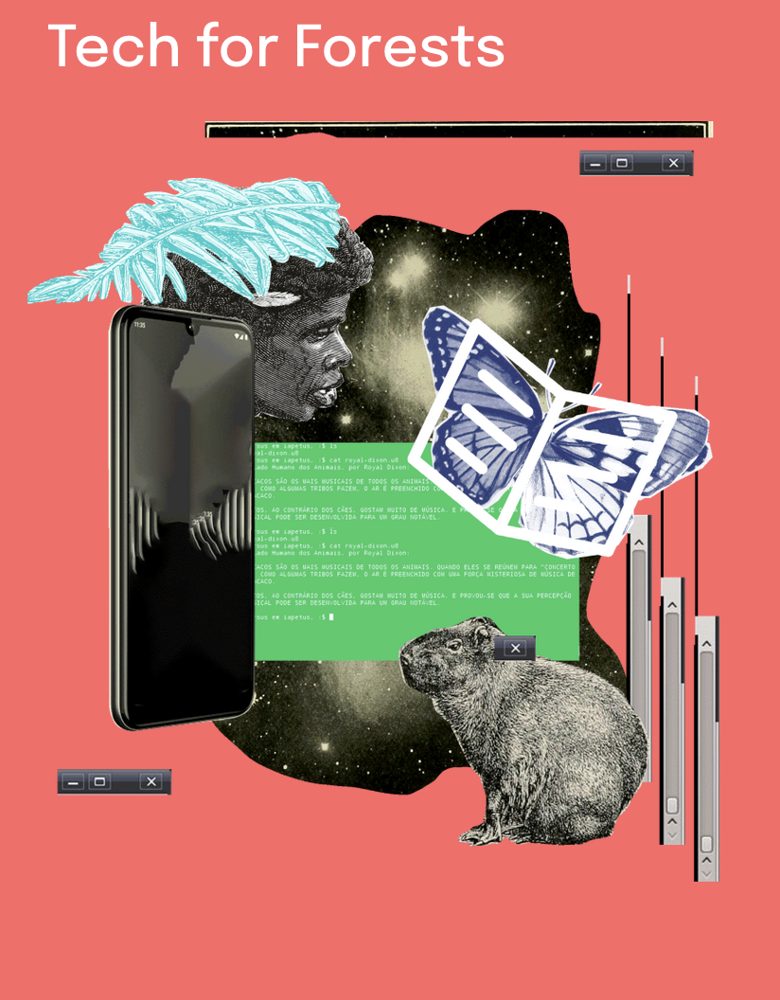 Tech for Forests
11:35
sus em iapetus. :$ ls
al-dixon.u8
sus em iapetus. :$ cat royal-dixon.u8
ado Humano dos Animais, por Royal Dixon:
ACOS SÃO OS MAIS MUSICAIS DE TODOS OS ANIMAIS.
COMO ALGUMAS TRIBOS FAZEM, O AR É PREENCHIDO
ACO.
OS, AO CONTRÁRIO DOS CÃES, GOSTAM MUITO DE MÚSICA. E
ICAL PODE SER DESENVOLVIDA PARA UM GRAU NOTÁVEL.
sus em iapetus. :$ ls
al-dixon.u8
sus em iapetus. :$ cat royal-dixon.u8
ado Humano dos Animais, por Royal Dixon:
ACOS SÃO OS MAIS MUSICAIS DE TODOS OS ANIMAIS. QUANDO ELES SE REÚNEM PARA "CONCERTO
COMO ALGUMAS TRIBOS FAZEM, O AR É PREENCHIDO COM UMA FORÇA MISTERIOSA DE MÚSICA DE
ACO.
OS, AO CONTRÁRIO DOS CÃES, GOSTAM MUITO DE MÚSICA. E PROVOU-SE QUE A SUA PERCEPÇÃO
ICAL PODE SER DESENVOLVIDA PARA UM GRAU NOTÁVEL.
sus em iapetus. :$